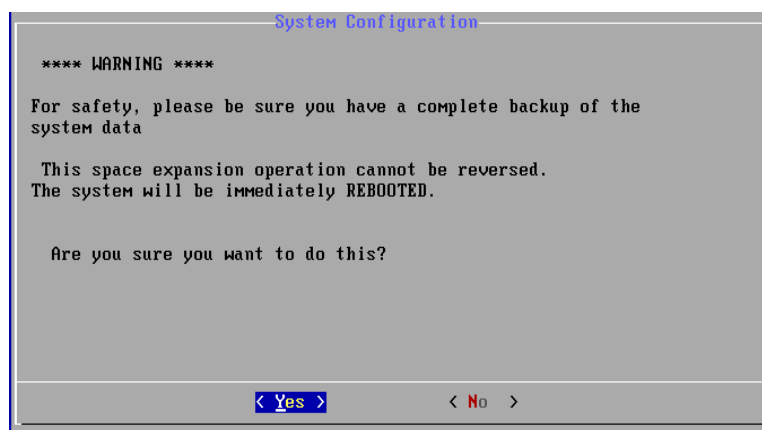 System Configuration
**** WARNING ****
For safety, please be sure you have a complete backup of the
system data
This space expansion operation cannot be reversed.
The system will be immediately REBOOTED.
Are you sure you want to do this?
< Yes > < No >